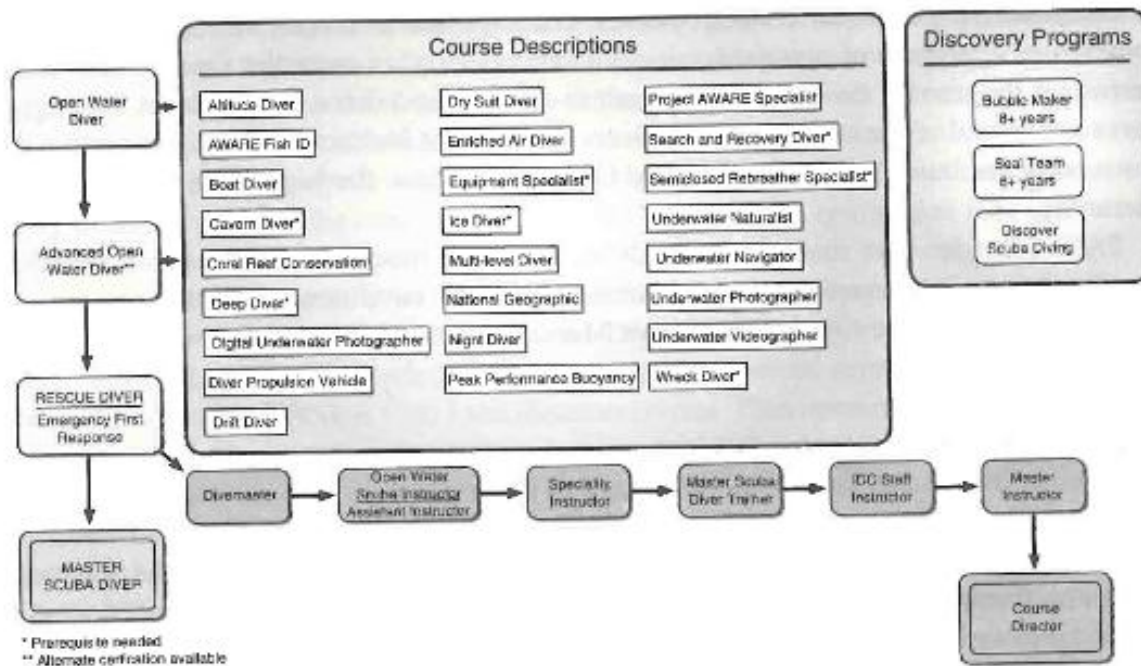 Course Descriptions
Discovery Programs
Open Water
Diver
Advanced Open
Water Diver**
RESCUE DIVER
Emergency First
Response
MASTER
SCUBA DIVER
Altitude Diver
AWARE Fish ID
Boat Diver
Cavern Diver*
Coral Reef Conservation
Deep Diver*
Digital Underwater Photographer
Diver Propulsion Vehicle
Drift Diver
Dry Suit Diver
Enriched Air Diver
Equipment Specialist*
Ice Diver*
Multi-level Diver
National Geographic
Night Diver
Peak Performance Buoyancy
Project AWARE Specialist
Search and Recovery Diver*
Semiclosed Rebreather Specialist*
Underwater Naturalist
Underwater Navigator
Underwater Photographer
Underwater Videographer
Wreck Diver*
Bubble Maker
8+ years
Seal Team
8+ years
Discover
Scuba Diving
Divemaster
Open Water
Scuba Instructor
Assistant Instructor
Speciality
Instructor
Master Scuba
Diver Trainer
IDC Staff
Instructor
Master
Instructor
Course
Director
* Prerequisite needed
** Alternate certification available